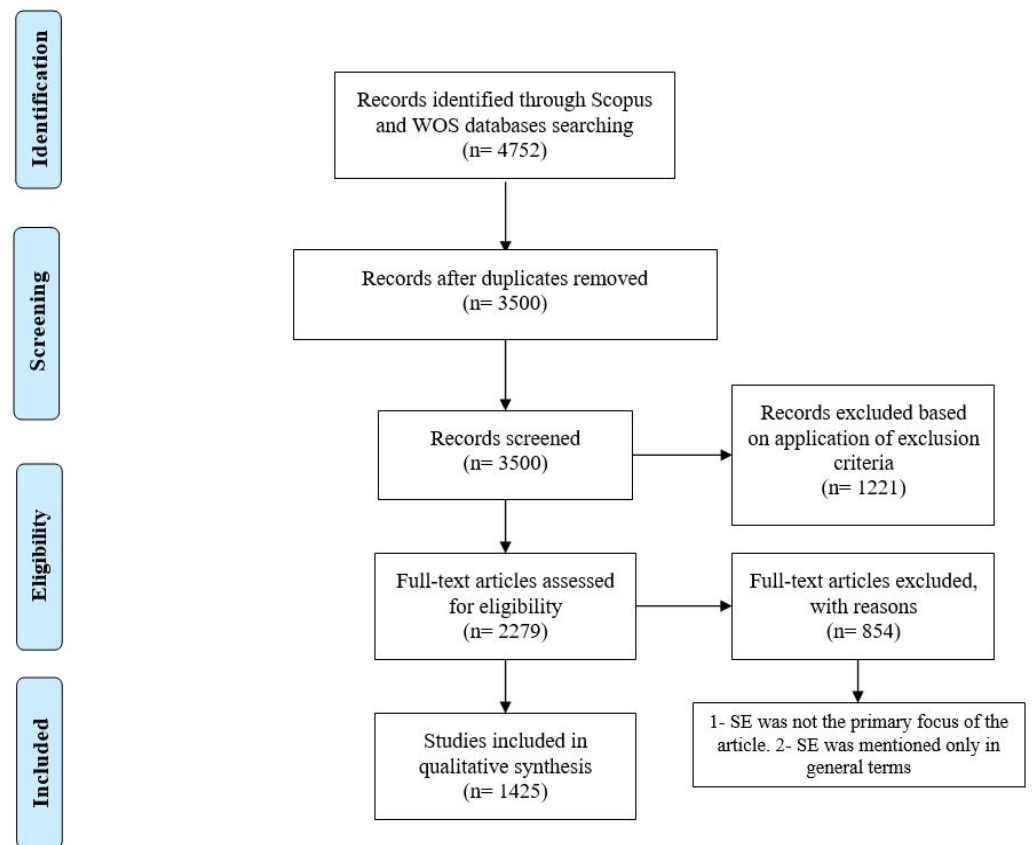 Identification
Records identified through Scopus
and WOS databases searching
(n= 4752)
Screening
Records after duplicates removed
(n= 3500)
Records screened
(n= 3500)
Records excluded based
on application of exclusion
criteria
(n= 1221)
Eligibility
Full-text articles assessed
for eligibility
(n= 2279)
Full-text articles excluded,
with reasons
(n= 854)
Included
Studies included in
qualitative synthesis
(n= 1425)
1- SE was not the primary focus of the
article. 2- SE was mentioned only in
general terms